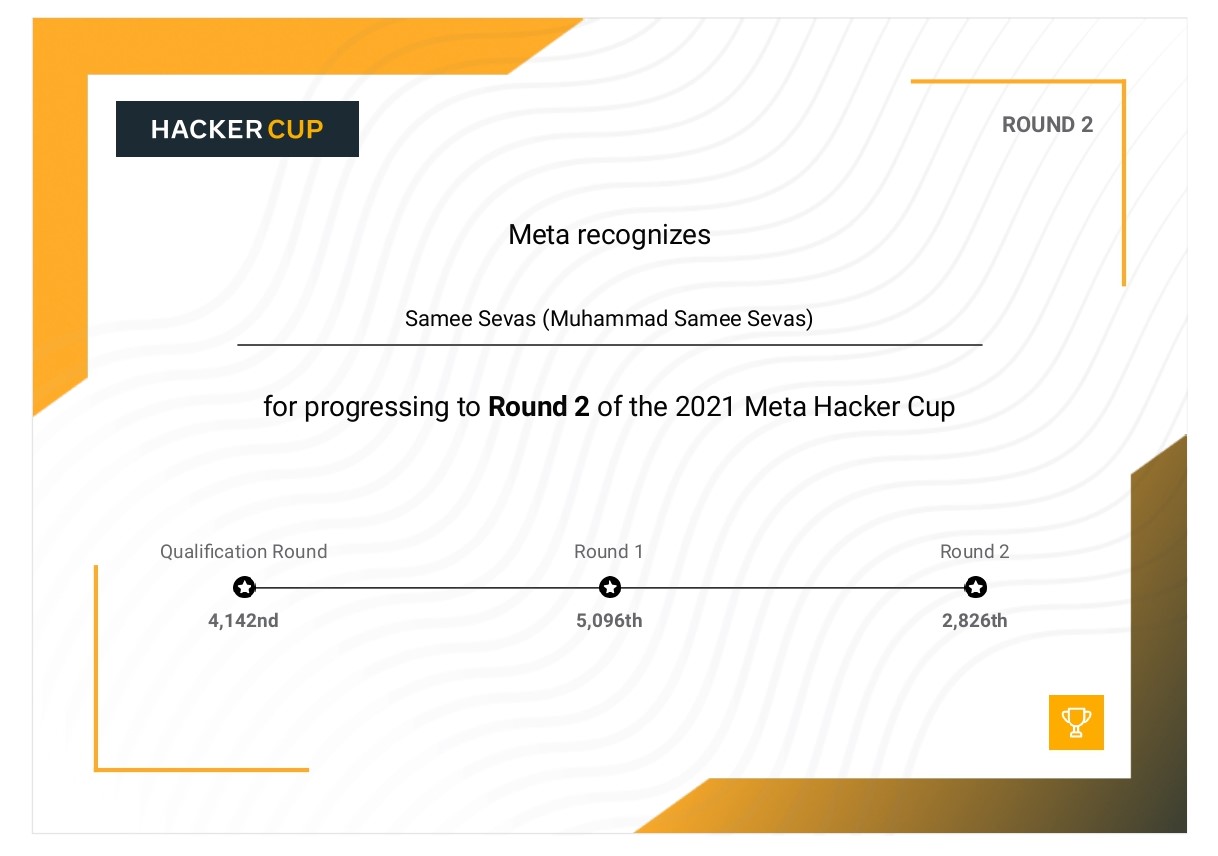 HACKER CUP
ROUND 2
Meta recognizes
Samee Sevas (Muhammad Samee Sevas)
for progressing to Round 2 of the 2021 Meta Hacker Cup
Qualification Round Round 1 Round 2
4,142nd 5,096th 2,826th